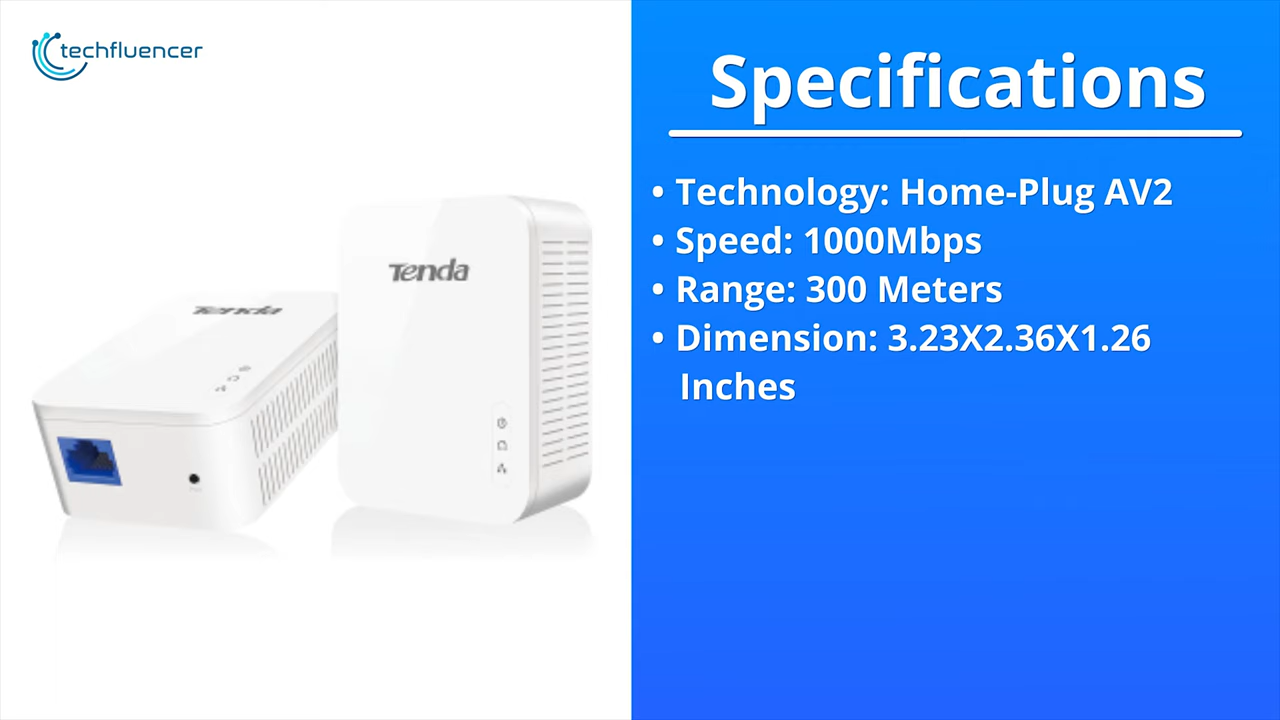 techfluencer
Specifications
• Technology: Home-Plug AV2
• Speed: 1000Mbps
• Range: 300 Meters
• Dimension: 3.23X2.36X1.26
Inches
Tenda
Tenda